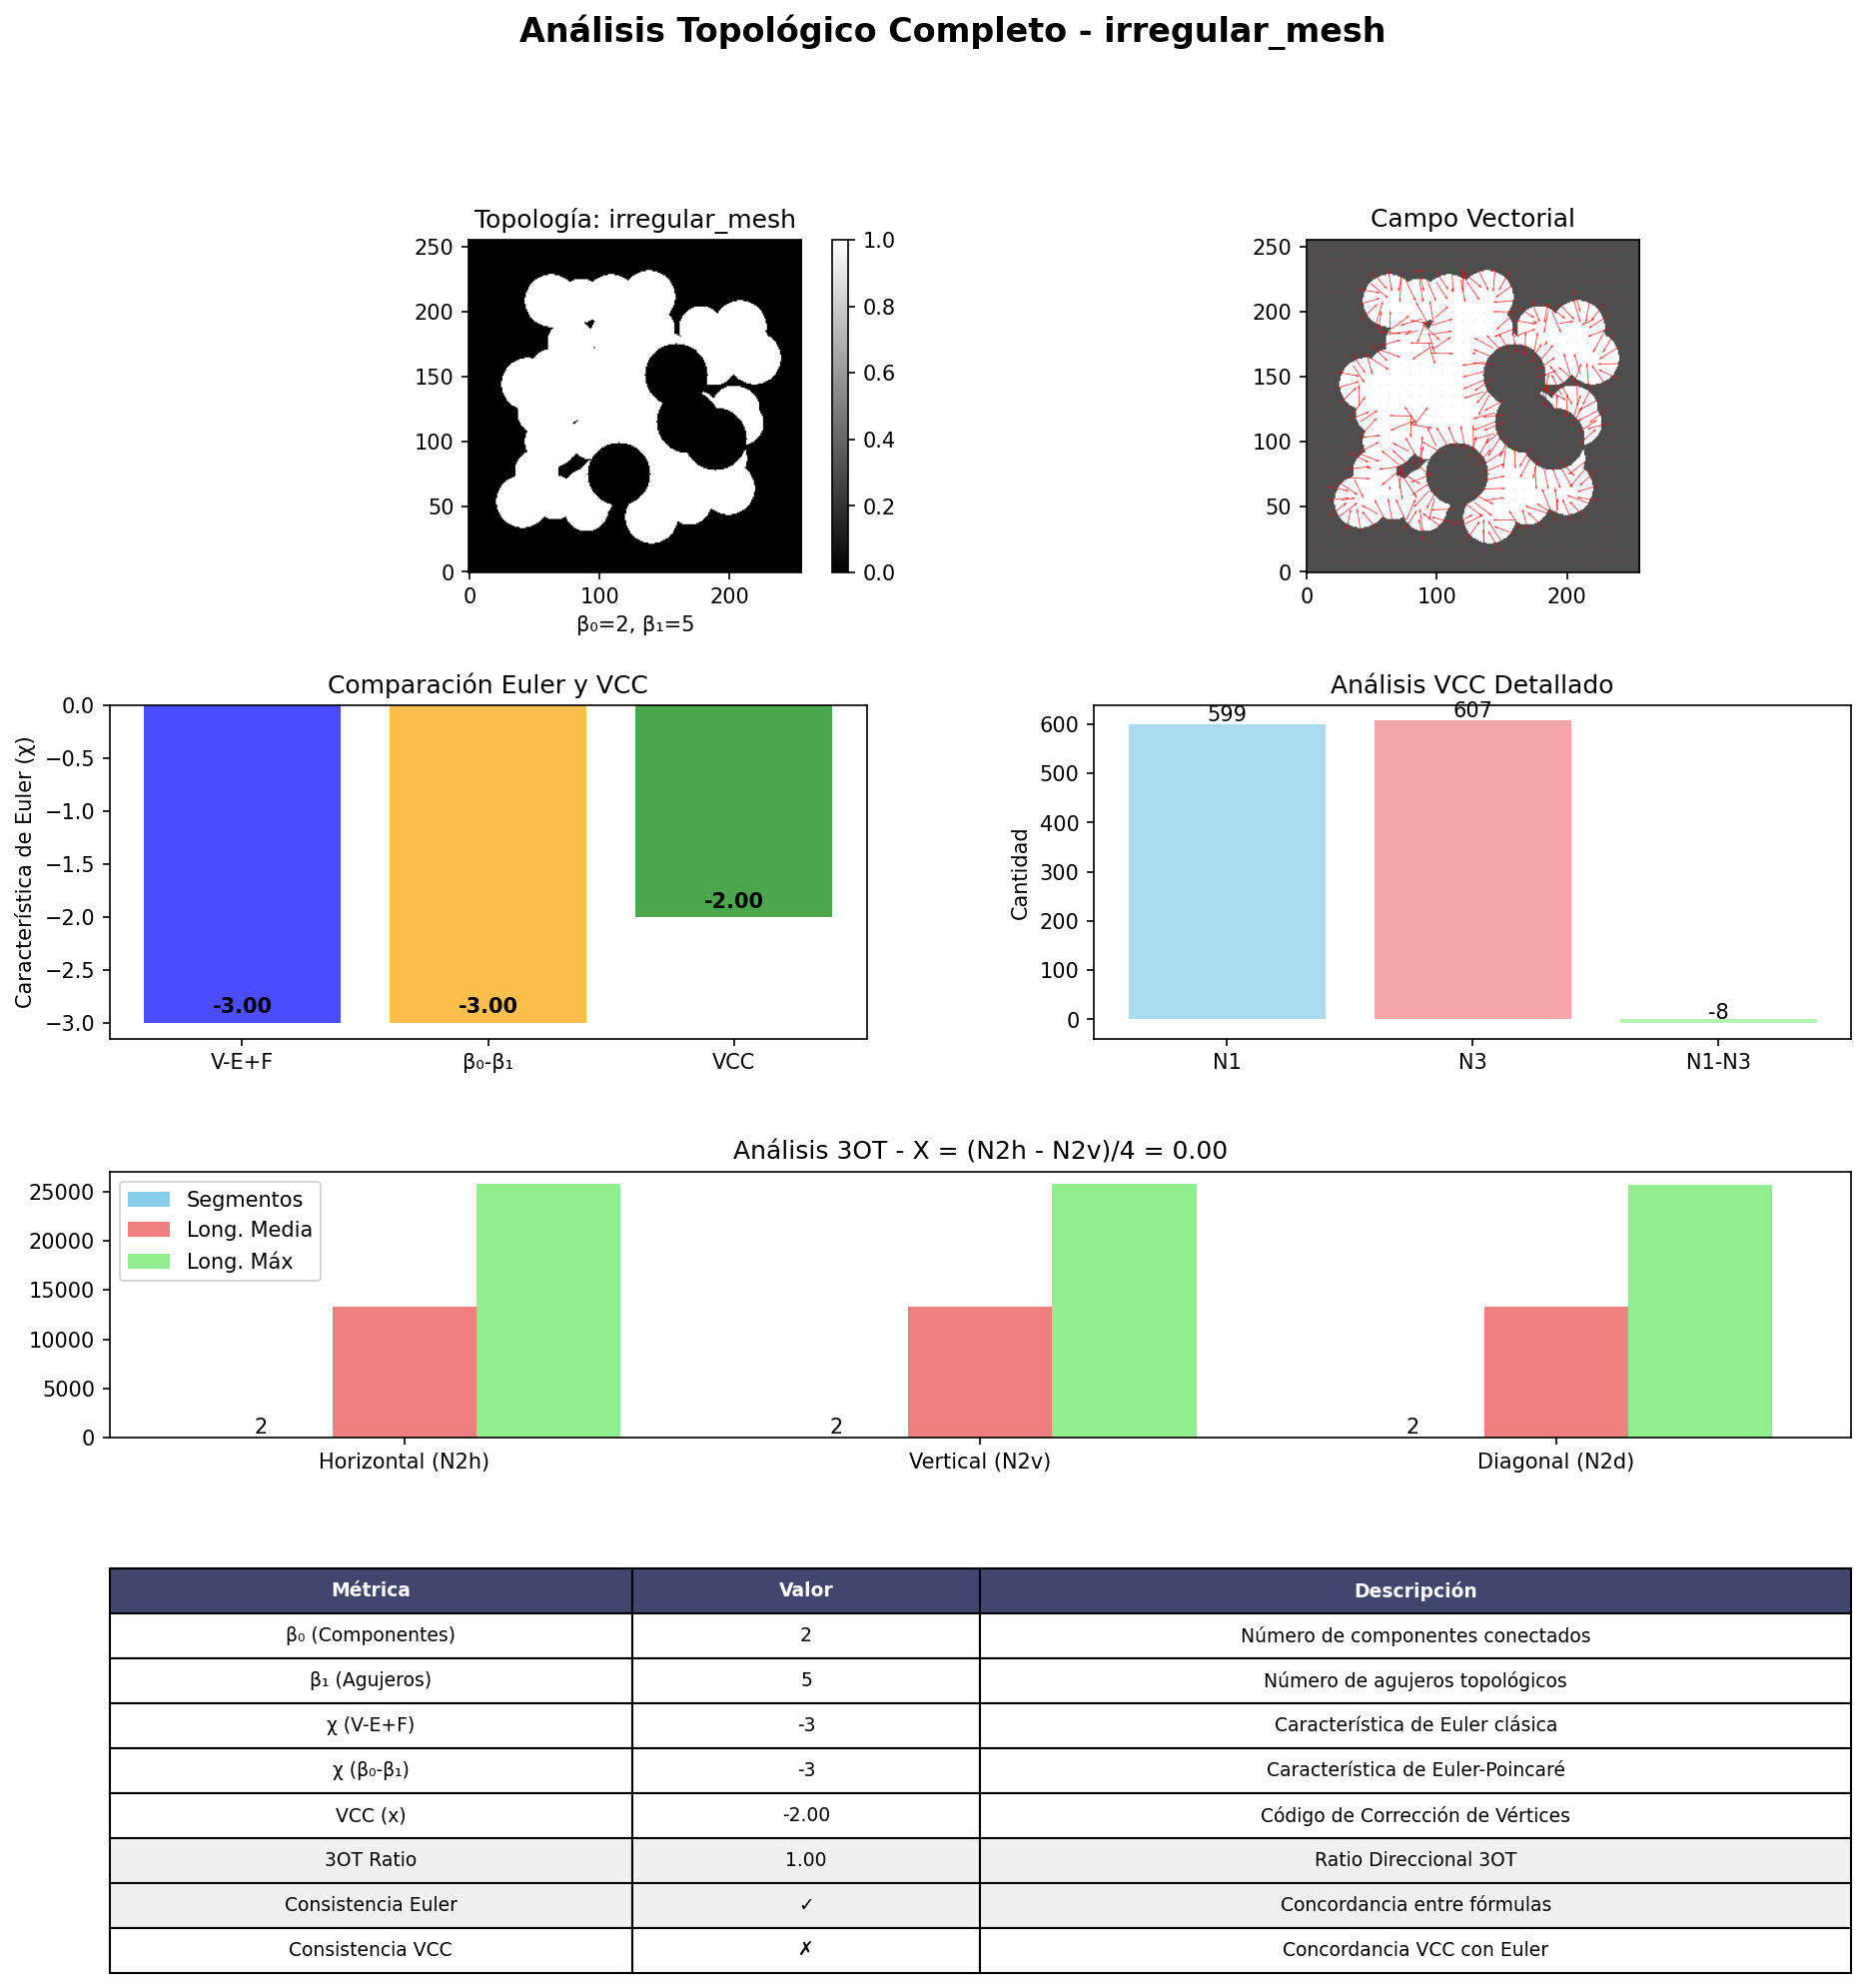 Análisis Topológico Completo - irregular_mesh
Topología: irregular_mesh
250
200
150
100
50
0
0 100 200
β₀=2, β₁=5
1.0
0.8
0.6
0.4
0.2
0.0
Campo Vectorial
250
200
150
100
50
0
0 100 200
Comparación Euler y VCC
Característica de Euler (χ)
0.0
−0.5
−1.0
−1.5
−2.0
−2.5
−3.0
-3.00 -3.00 -2.00
V-E+F β₀-β₁ VCC
Análisis VCC Detallado
Cantidad
600
500
400
300
200
100
0
599 607 -8
N1 N3 N1-N3
Análisis 3OT - X = (N2h - N2v)/4 = 0.00
25000
20000
15000
10000
5000
0
Segmentos
Long. Media
Long. Máx
2 2 2
Horizontal (N2h) Vertical (N2v) Diagonal (N2d)
Métrica Valor Descripción
β₀ (Componentes) 2 Número de componentes conectados
β₁ (Agujeros) 5 Número de agujeros topológicos
χ (V-E+F) -3 Característica de Euler clásica
χ (β₀-β₁) -3 Característica de Euler-Poincaré
VCC (x) -2.00 Código de Corrección de Vértices
3OT Ratio 1.00 Ratio Direccional 3OT
Consistencia Euler ✓ Concordancia entre fórmulas
Consistencia VCC ✗ Concordancia VCC con Euler